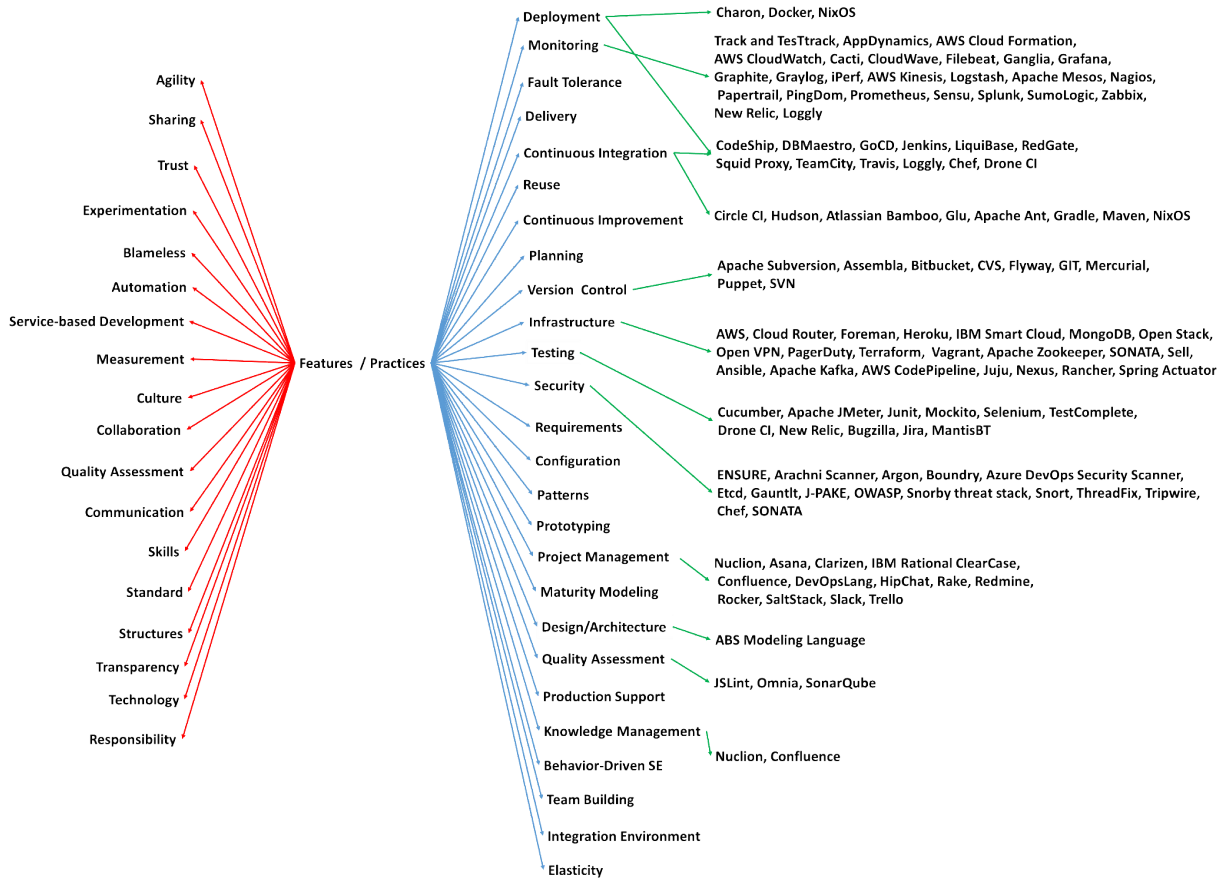 Agility
Sharing
Trust
Experimentation
Blameless
Automation
Service-based Development
Measurement
Culture
Collaboration
Quality Assessment
Communication
Skills
Standard
Structures
Transparency
Technology
Responsibility
Features / Practices
Deployment
Monitoring
Fault Tolerance
Delivery
Continuous Integration
Reuse
Continuous Improvement
Planning
Version Control
Infrastructure
Testing
Security
Requirements
Configuration
Patterns
Prototyping
Project Management
Maturity Modeling
Design/Architecture
Quality Assessment
Production Support
Knowledge Management
Behavior-Driven SE
Team Building
Integration Environment
Elasticity
Charon, Docker, NixOS
Track and TesTtrack, AppDynamics, AWS Cloud Formation,
AWS CloudWatch, Cacti, CloudWave, Filebeat, Ganglia, Grafana,
Graphite, Graylog, iPerf, AWS Kinesis, Logstash, Apache Mesos, Nagios,
Papertrail, PingDom, Prometheus, Sensu, Splunk, SumoLogic, Zabbix,
New Relic, Loggly
CodeShip, DBMaestro, GoCD, Jenkins, LiquiBase, RedGate,
Squid Proxy, TeamCity, Travis, Loggly, Chef, Drone CI
Circle CI, Hudson, Atlassian Bamboo, Glu, Apache Ant, Gradle, Maven, NixOS
Apache Subversion, Assembla, Bitbucket, CVS, Flyway, GIT, Mercurial,
Puppet, SVN
AWS, Cloud Router, Foreman, Heroku, IBM Smart Cloud, MongoDB, Open Stack,
Open VPN, PagerDuty, Terraform, Vagrant, Apache Zookeeper, SONATA, Sell,
Ansible, Apache Kafka, AWS CodePipeline, Juju, Nexus, Rancher, Spring Actuator
Cucumber, Apache JMeter, Junit, Mockito, Selenium, TestComplete,
Drone CI, New Relic, Bugzilla, Jira, MantisBT
ENSURE, Arachni Scanner, Argon, Boundry, Azure DevOps Security Scanner,
Etcd, Gauntlt, J-PAKE, OWASP, Snorby threat stack, Snort, ThreadFix, Tripwire,
Chef, SONATA
Nuclion, Asana, Clarizen, IBM Rational ClearCase,
Confluence, DevOpsLang, HipChat, Rake, Redmine,
Rocker, SaltStack, Slack, Trello
ABS Modeling Language
JSLint, Omnia, SonarQube
Nuclion, Confluence